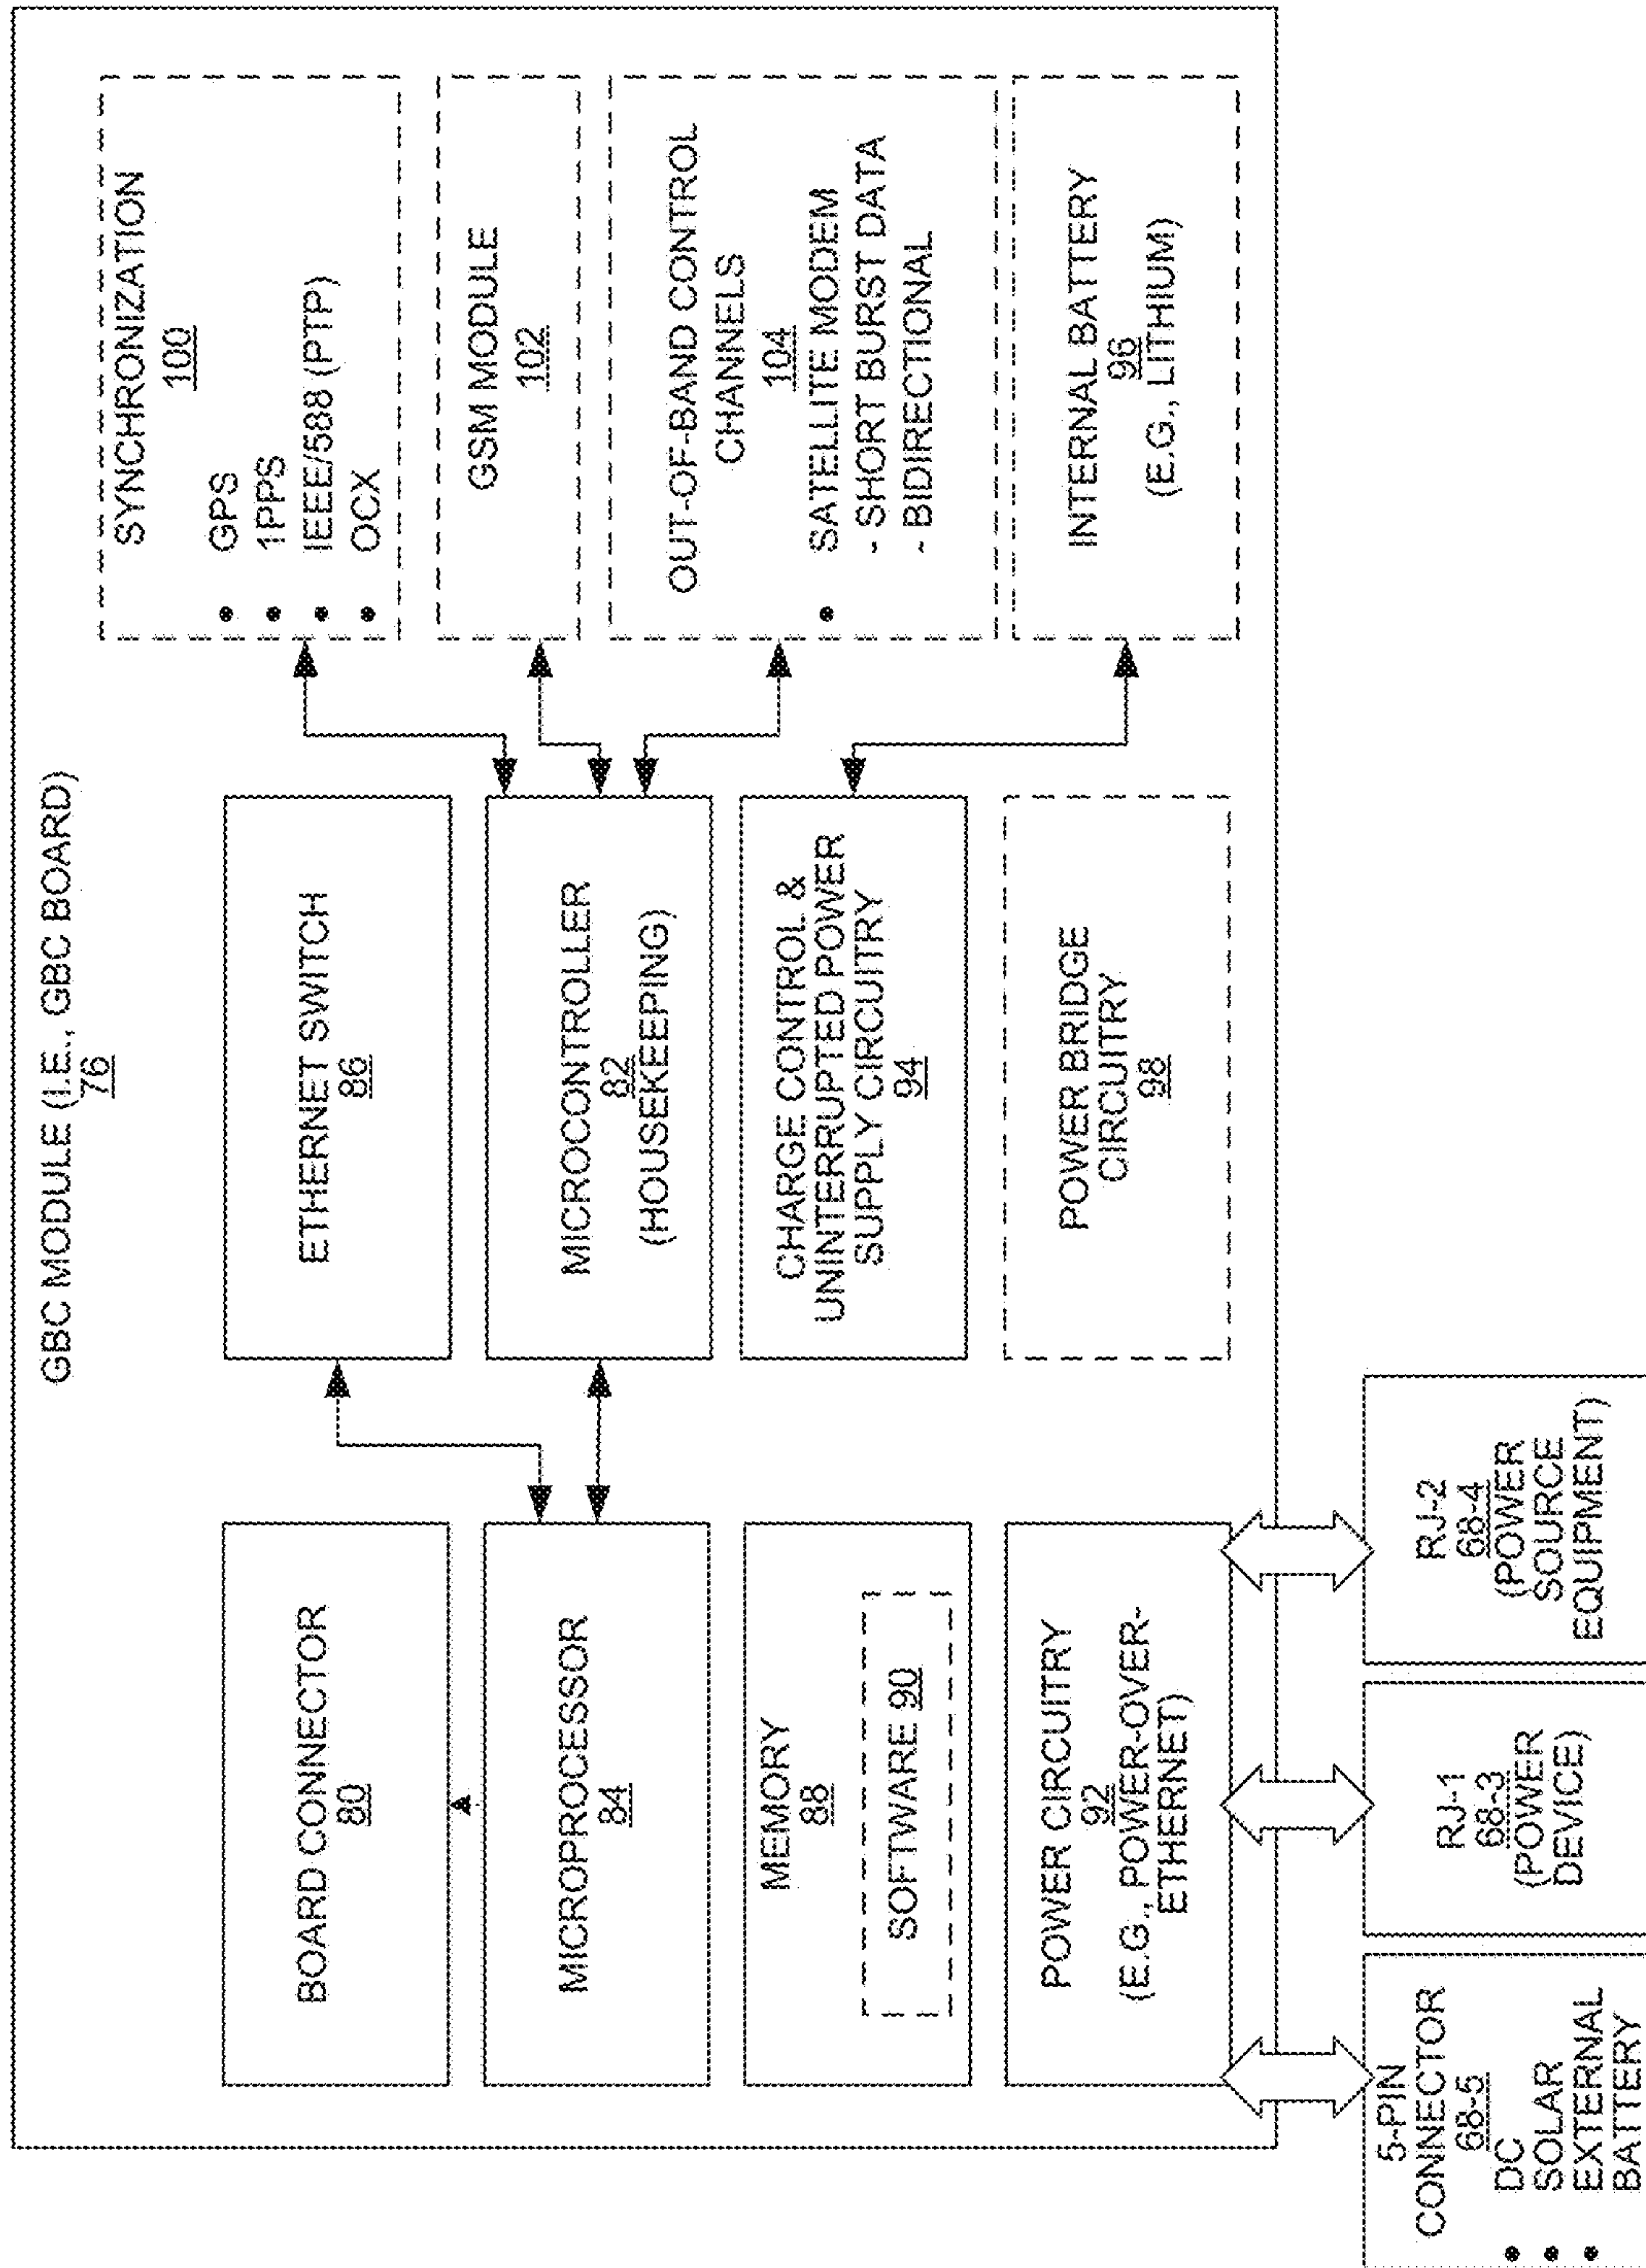 GBC MODULE (I.E., GBC BOARD)
76
BOARD CONNECTOR
80
ETHERNET SWITCH
86
SYNCHRONIZATION
100
• GPS
• 1PPS
• IEEE/588 (PTP)
• OCX
MICROPROCESSOR
84
MICROCONTROLLER
82
(HOUSEKEEPING)
GSM MODULE
102
MEMORY
88
SOFTWARE 90
CHARGE CONTROL &
UNINTERRUPTED POWER
SUPPLY CIRCUITRY
94
OUT-OF-BAND CONTROL
CHANNELS
104
• SATELLITE MODEM
- SHORT BURST DATA
- BIDIRECTIONAL
POWER CIRCUITRY
92
(E.G., POWER-OVER-
ETHERNET)
POWER BRIDGE
CIRCUITRY
98
INTERNAL BATTERY
96
(E.G., LITHIUM)
5-PIN
CONNECTOR
68-5
• DC
• SOLAR
• EXTERNAL
BATTERY
RJ-1
68-3
(POWER
DEVICE)
RJ-2
68-4
(POWER
SOURCE
EQUIPMENT)